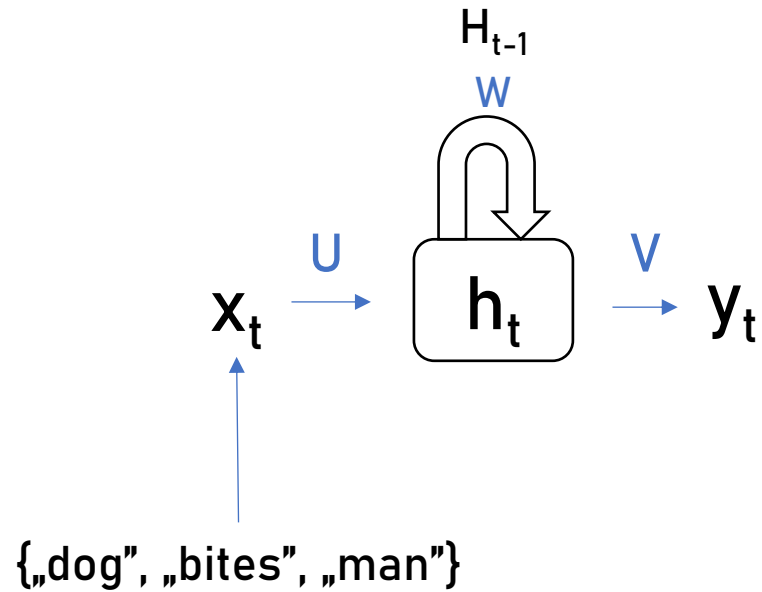 Hₜ₋₁
W
U
V
xₜ
hₜ
yₜ
{„dog”, „bites”, „man”}